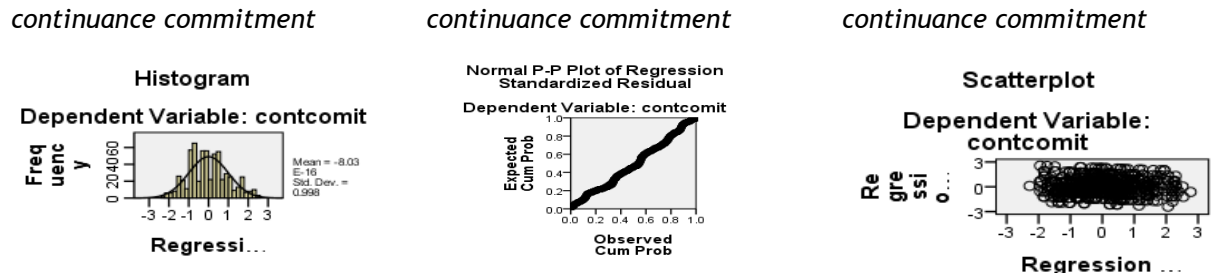 continuance commitment
Histogram
Dependent Variable: contcomit
Freq
uenc
y
60
40
20
0
Mean = -8.03
E-16
Std. Dev. =
0.998
-3 -2 -1 0 1 2 3
Regressi...
continuance commitment
Normal P-P Plot of Regression
Standardized Residual
Dependent Variable: contcomit
Expected
Cum Prob
1.0
0.8
0.6
0.4
0.2
0.0
0.0 0.2 0.4 0.6 0.8 1.0
Observed
Cum Prob
continuance commitment
Scatterplot
Dependent Variable:
contcomit
Re
gre
ssi
o...
3
0
-3
-3 -2 -1 0 1 2 3
Regression ...